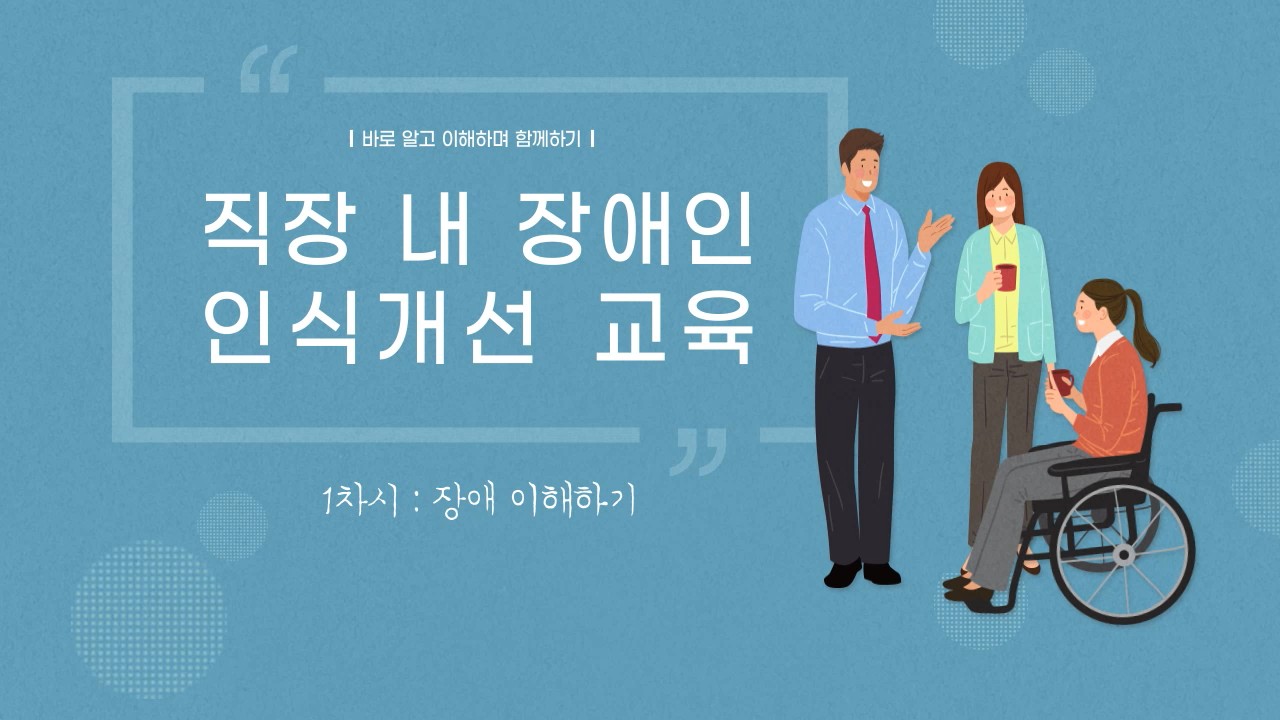 | 바로 알고 이해하며 함께하기 |
직장 내 장애인
인식개선 교육
1차시 : 장애 이해하기